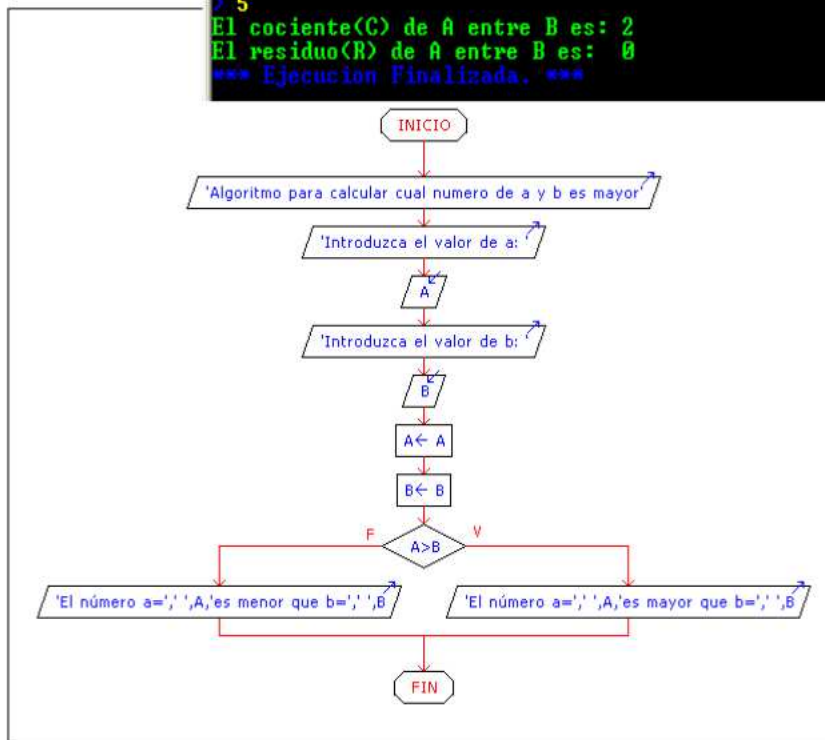 > 5
El cociente(C) de A entre B es: 2
El residuo(R) de A entre B es: 0
*** Ejecucion Finalizada. ***
INICIO
'Algoritmo para calcular cual numero de a y b es mayor'
'Introduzca el valor de a: '
A
'Introduzca el valor de b: '
B
A← A
B← B
F
V
A>B
'El número a=',' ',A,'es menor que b=',' ',B
'El número a=',' ',A,'es mayor que b=',' ',B
FIN